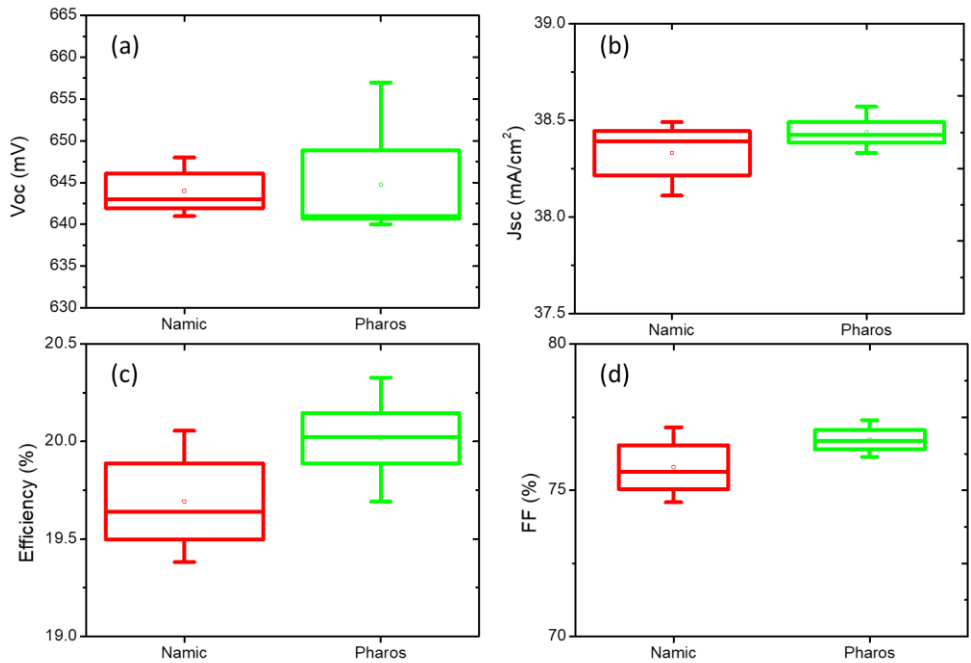 (a)
Voc (mV)
665
660
655
650
645
640
635
630
Namic Pharos
(b)
Jsc (mA/cm²)
39.0
38.5
38.0
37.5
Namic Pharos
(c)
Efficiency (%)
20.5
20.0
19.5
19.0
Namic Pharos
(d)
FF (%)
80
75
70
Namic Pharos